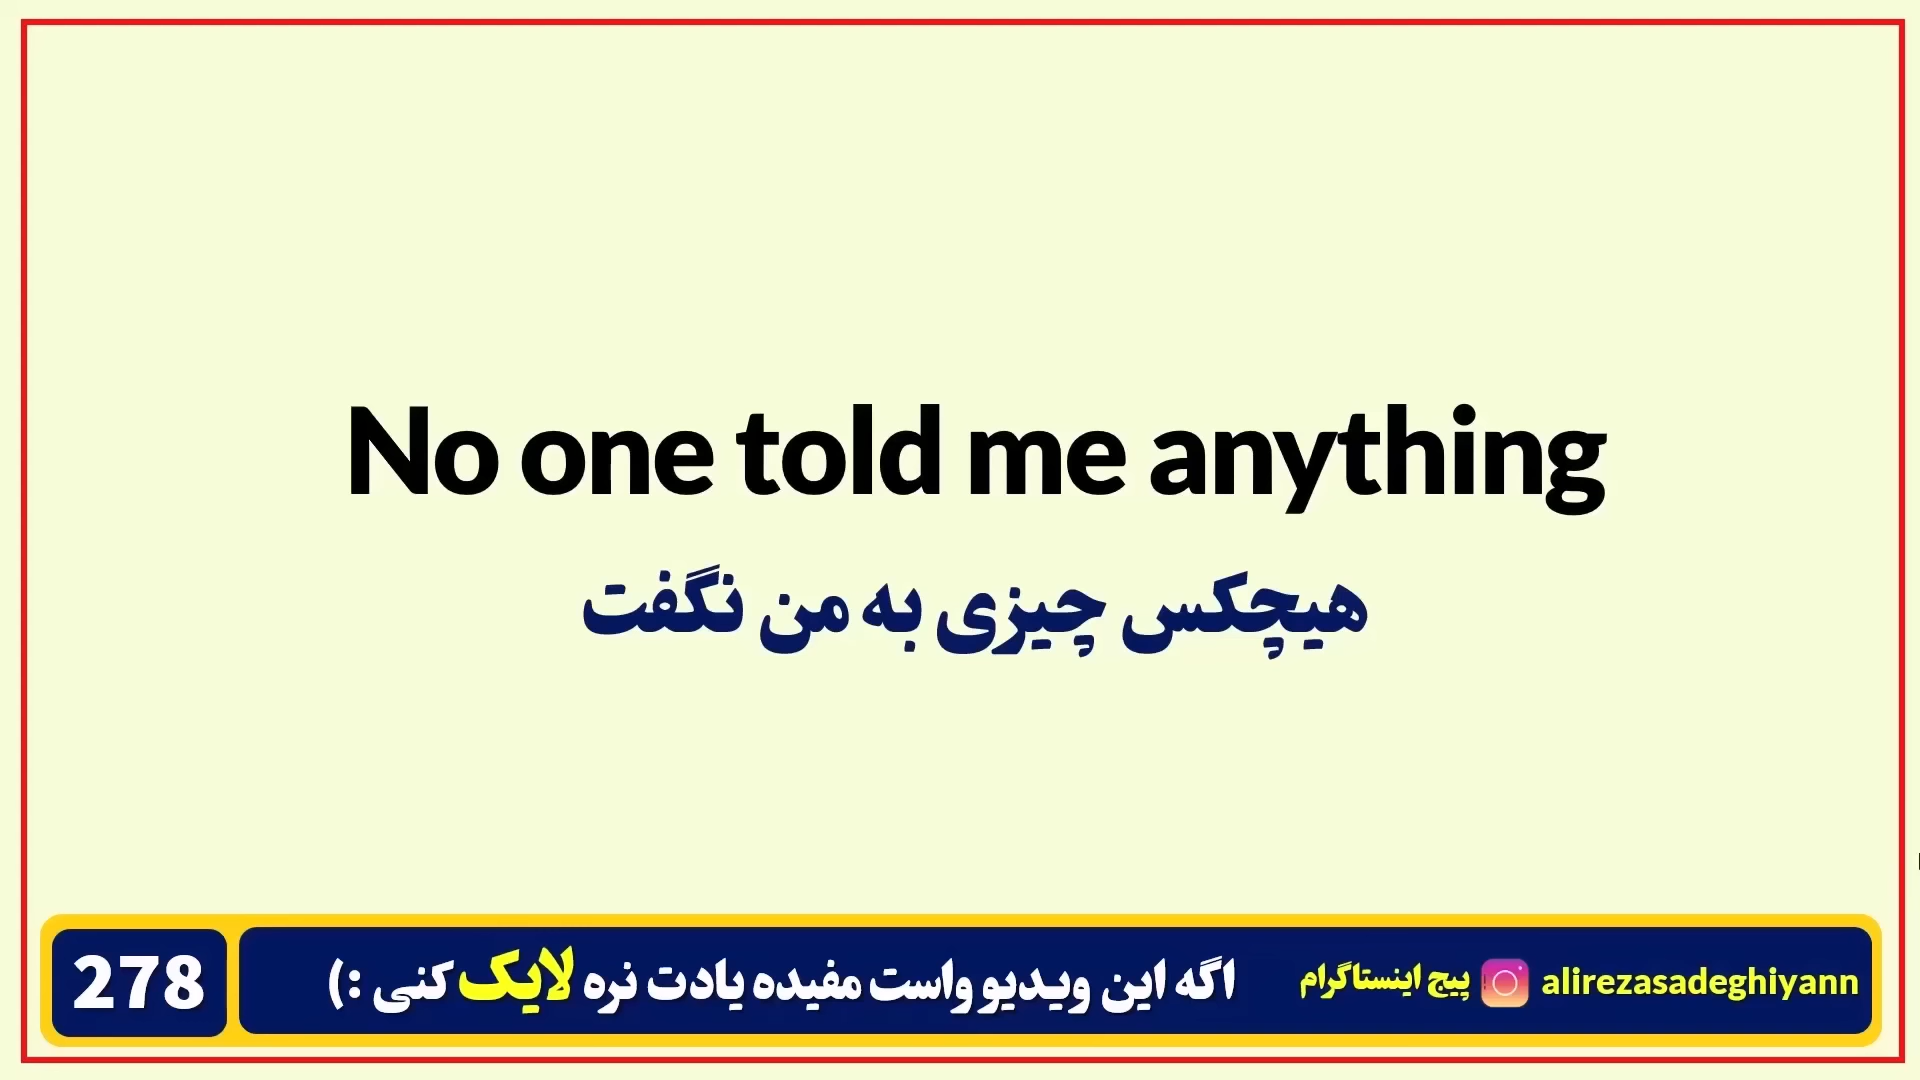 No one told me anything
هیچکس چیزی به من نگفت
278
اگه این ویدیو واست مفیده یادت نره لایک کنی :)
پیج اینستاگرام alirezasadeghiyann